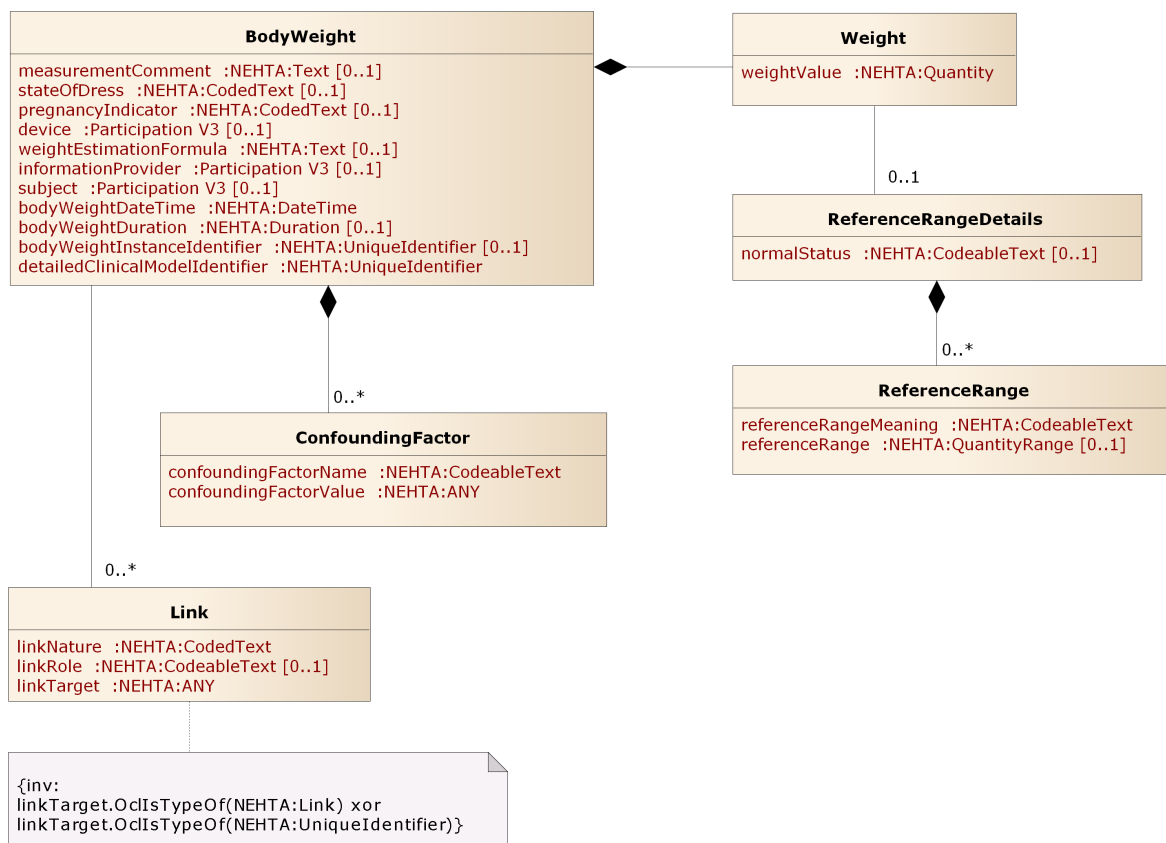 BodyWeight
measurementComment :NEHTA:Text [0..1]
stateOfDress :NEHTA:CodedText [0..1]
pregnancyIndicator :NEHTA:CodedText [0..1]
device :Participation V3 [0..1]
weightEstimationFormula :NEHTA:Text [0..1]
informationProvider :Participation V3 [0..1]
subject :Participation V3 [0..1]
bodyWeightDateTime :NEHTA:DateTime
bodyWeightDuration :NEHTA:Duration [0..1]
bodyWeightInstanceIdentifier :NEHTA:UniqueIdentifier [0..1]
detailedClinicalModelIdentifier :NEHTA:UniqueIdentifier
Weight
weightValue :NEHTA:Quantity
0..1
ReferenceRangeDetails
normalStatus :NEHTA:CodeableText [0..1]
0..*
ReferenceRange
referenceRangeMeaning :NEHTA:CodeableText
referenceRange :NEHTA:QuantityRange [0..1]
0..*
ConfoundingFactor
confoundingFactorName :NEHTA:CodeableText
confoundingFactorValue :NEHTA:ANY
0..*
Link
linkNature :NEHTA:CodedText
linkRole :NEHTA:CodeableText [0..1]
linkTarget :NEHTA:ANY
{inv:
linkTarget.OclIsTypeOf(NEHTA:Link) xor
linkTarget.OclIsTypeOf(NEHTA:UniqueIdentifier)}